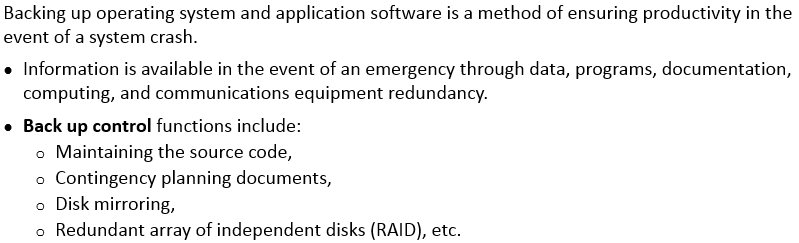 Backing up operating system and application software is a method of ensuring productivity in the
event of a system crash.
• Information is available in the event of an emergency through data, programs, documentation,
computing, and communications equipment redundancy.
• Back up control functions include:
o Maintaining the source code,
o Contingency planning documents,
o Disk mirroring,
o Redundant array of independent disks (RAID), etc.